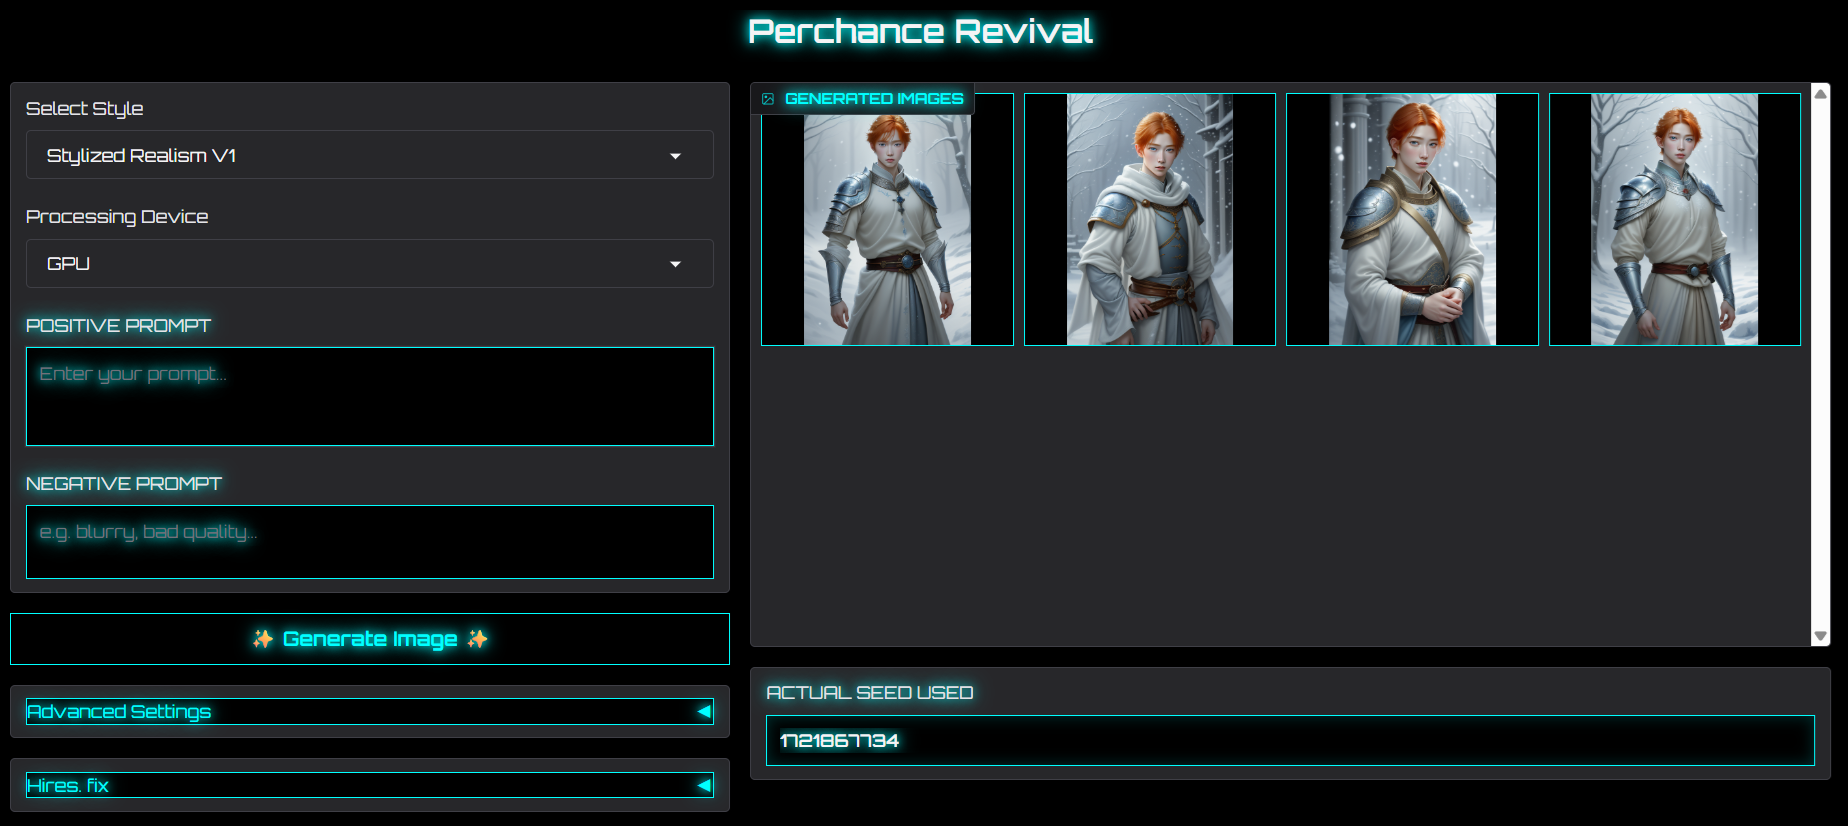 Perchance Revival
Select Style
Stylized Realism V1
Processing Device
GPU
POSITIVE PROMPT
Enter your prompt...
NEGATIVE PROMPT
e.g. blurry, bad quality...
✨ Generate Image ✨
Advanced Settings
Hires. fix
GENERATED IMAGES
ACTUAL SEED USED
1721867734